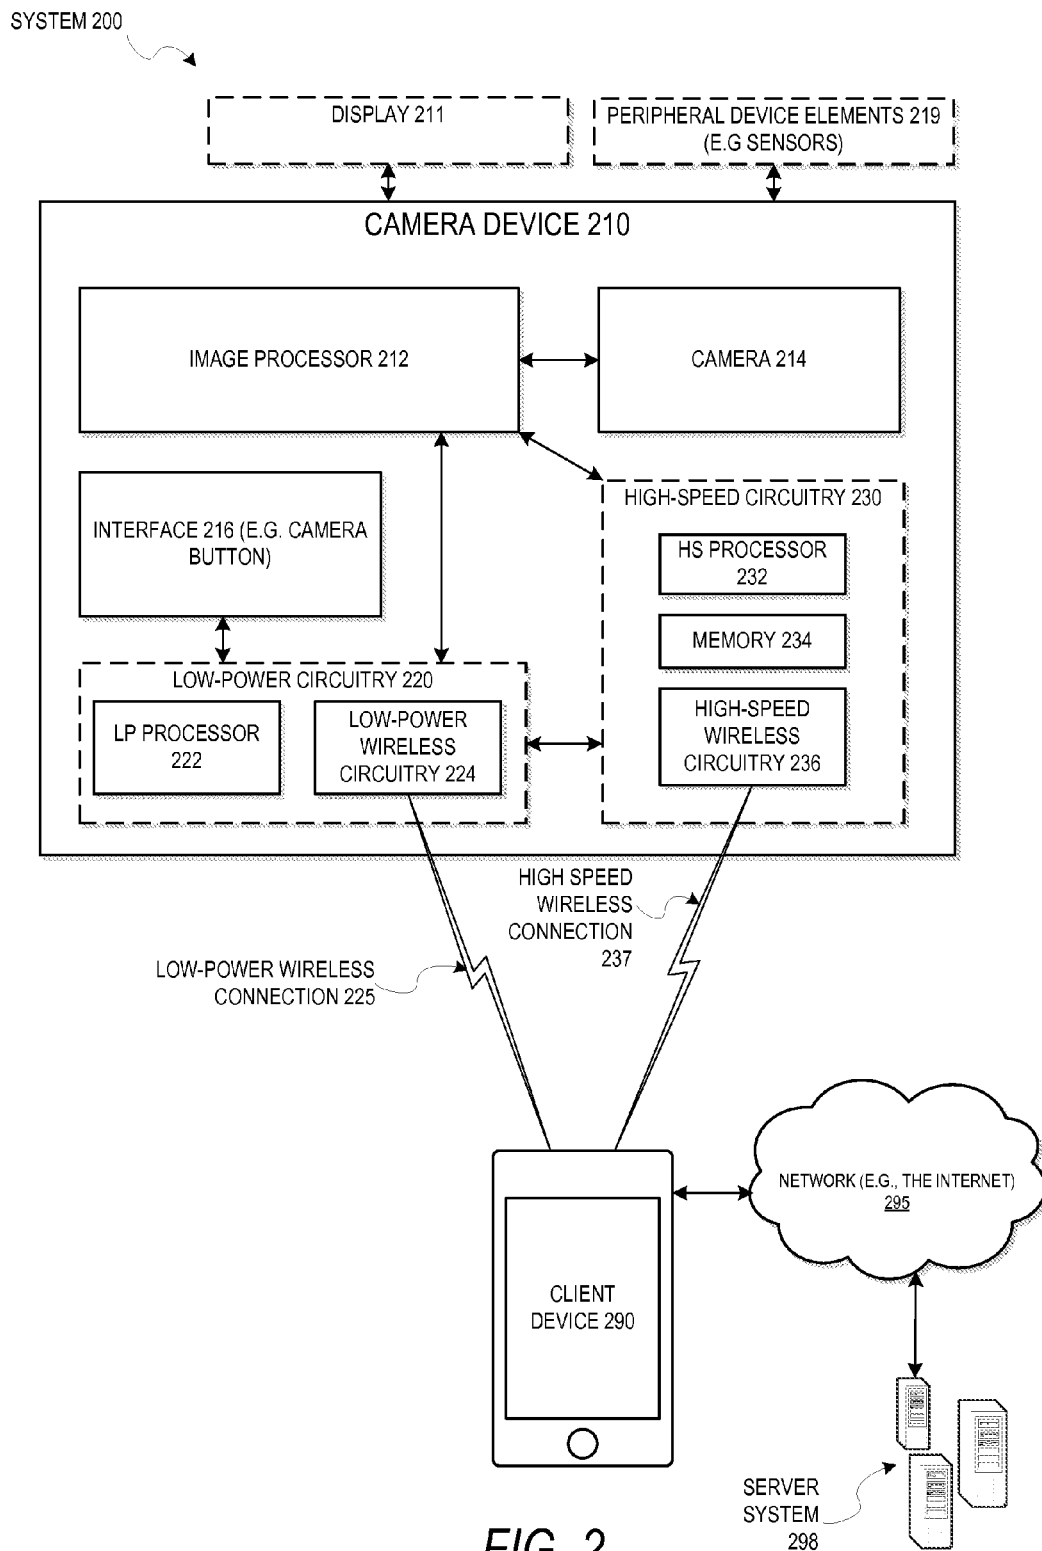 SYSTEM 200
DISPLAY 211
PERIPHERAL DEVICE ELEMENTS 219
(E.G SENSORS)
CAMERA DEVICE 210
IMAGE PROCESSOR 212
CAMERA 214
INTERFACE 216 (E.G. CAMERA
BUTTON)
HIGH-SPEED CIRCUITRY 230
HS PROCESSOR
232
MEMORY 234
HIGH-SPEED
WIRELESS
CIRCUITRY 236
LOW-POWER CIRCUITRY 220
LP PROCESSOR
222
LOW-POWER
WIRELESS
CIRCUITRY 224
HIGH SPEED
WIRELESS
CONNECTION
237
LOW-POWER WIRELESS
CONNECTION 225
NETWORK (E.G., THE INTERNET)
295
CLIENT
DEVICE 290
SERVER
SYSTEM
298
FIG. 2